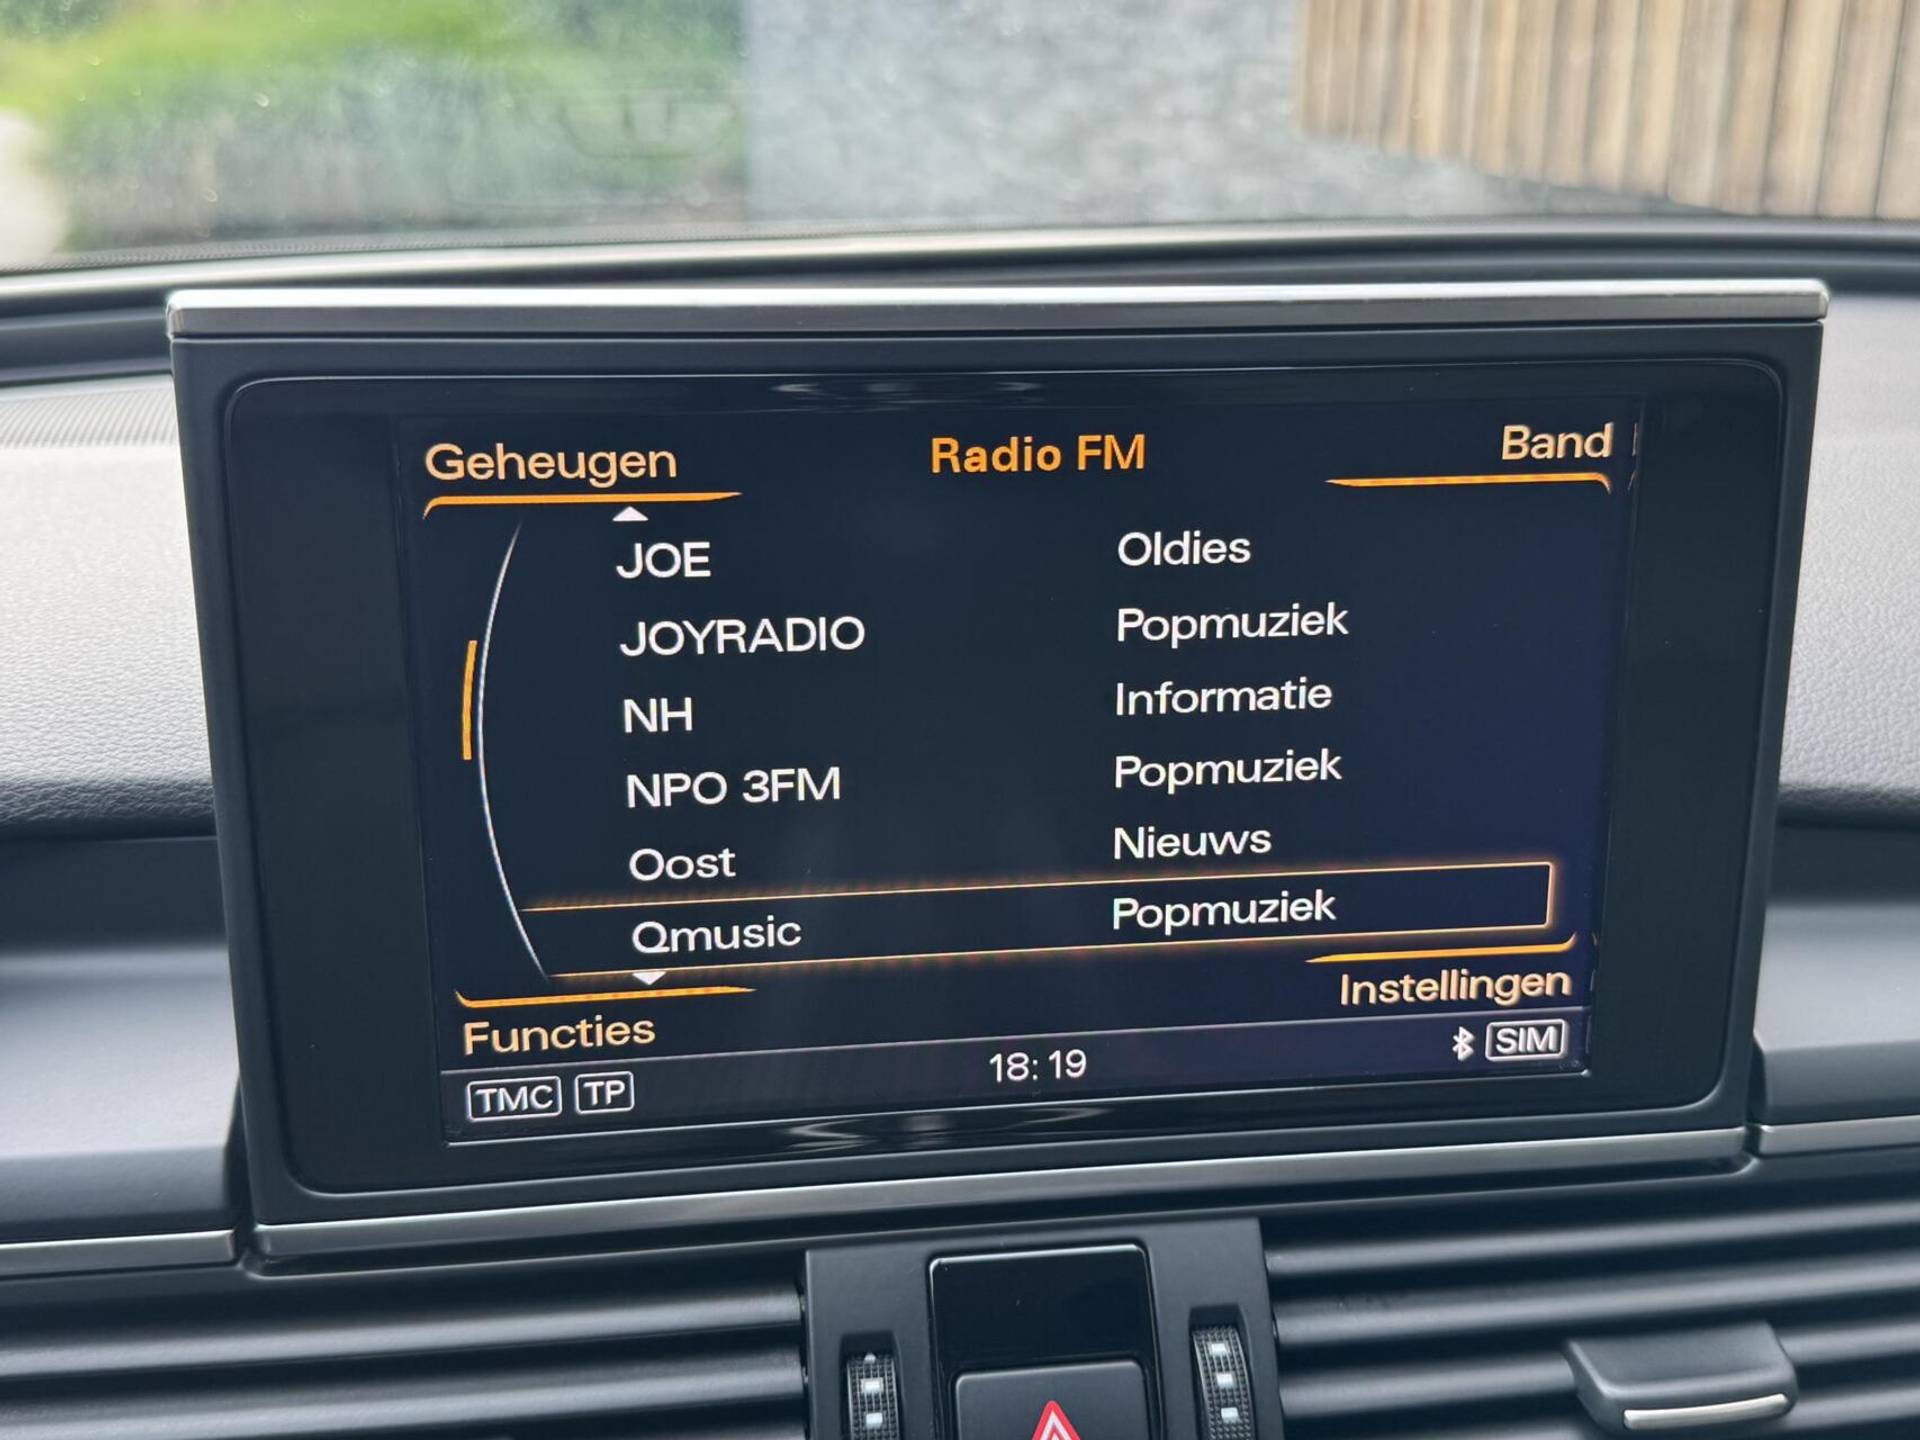 Geheugen Radio FM Band
JOE Oldies
JOYRADIO Popmuziek
NH Informatie
NPO 3FM Popmuziek
Oost Nieuws
Qmusic Popmuziek
Functies Instellingen
TMC TP 18:19 SIM